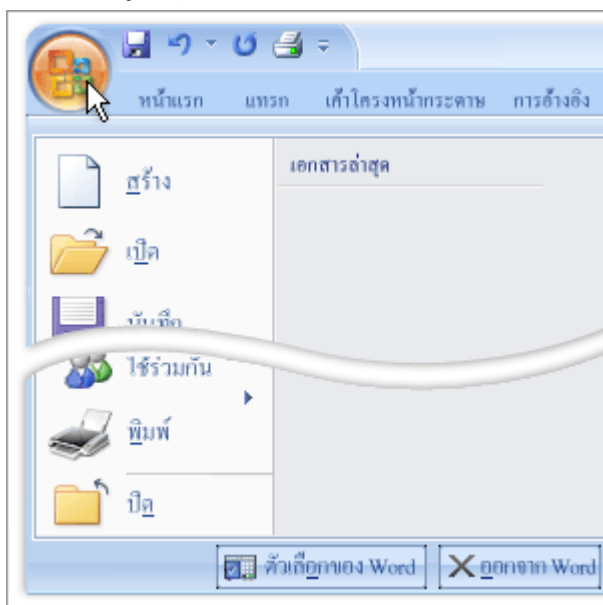 หน้าแรก แทรก เค้าโครงหน้ากระดาษ การอ้างอิง
สร้าง
เอกสารล่าสุด
เปิด
บันทึก
ใช้ร่วมกัน
พิมพ์
ปิด
ตัวเลือกของ Word ออกจาก Word